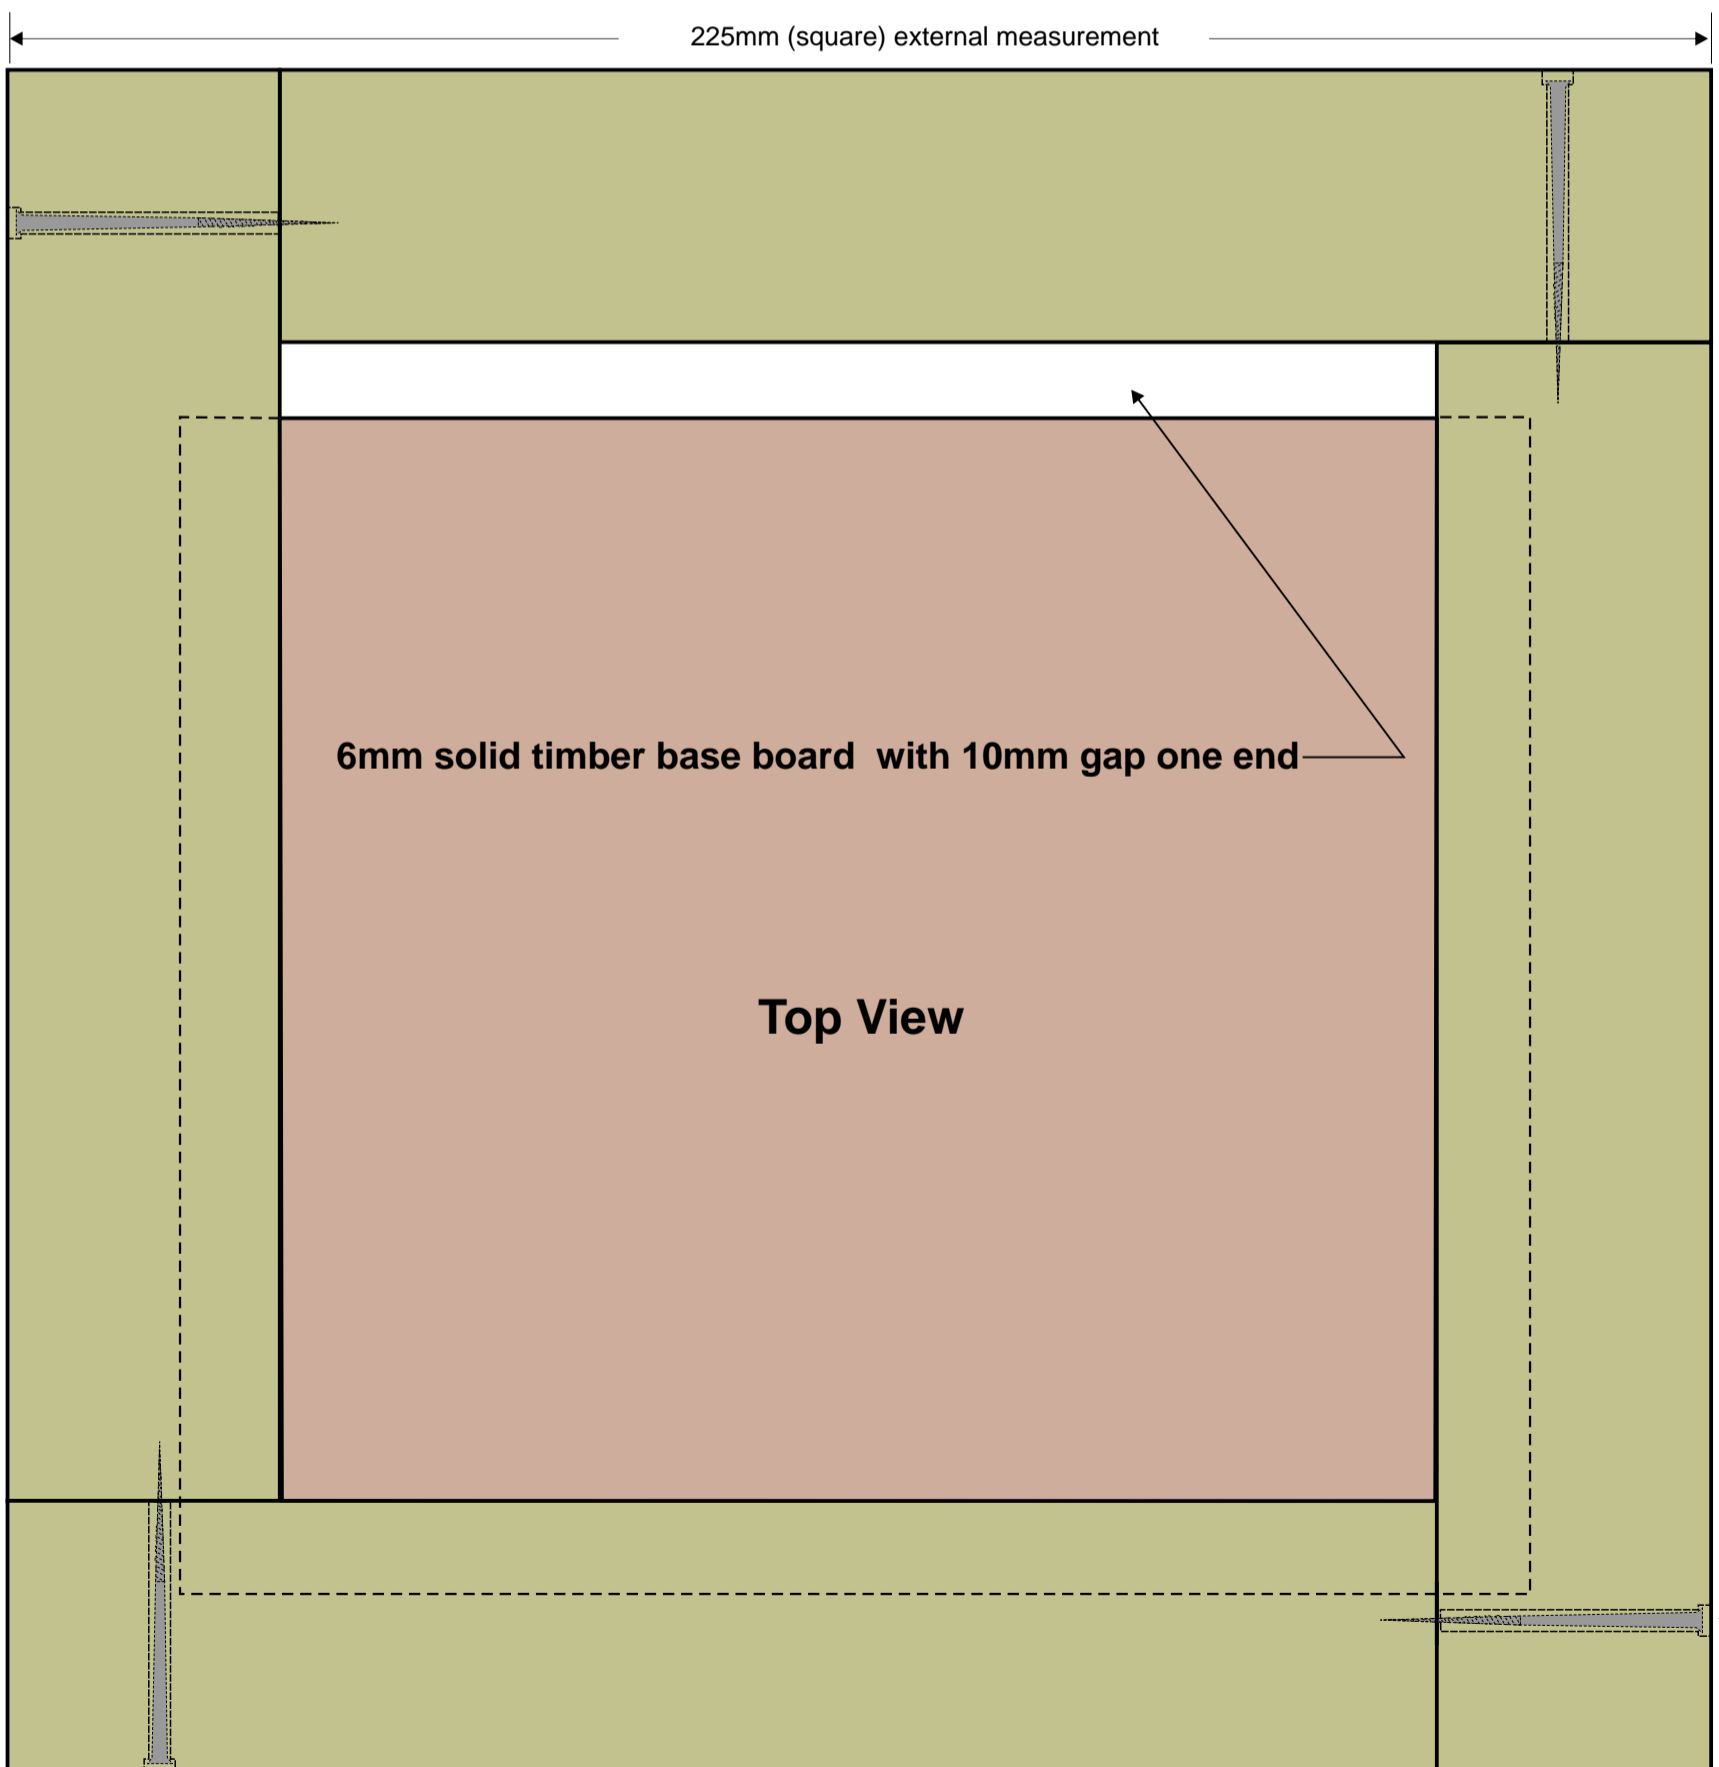 225mm (square) external measurement
6mm solid timber base board  with 10mm gap one end
Top View